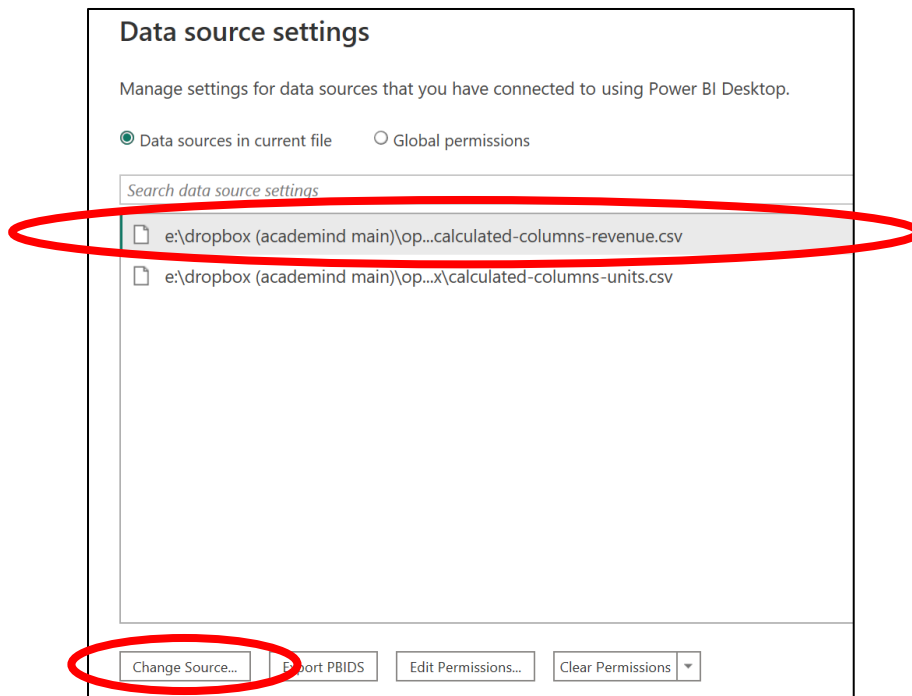 Data source settings
Manage settings for data sources that you have connected to using Power BI Desktop.
Data sources in current file Global permissions
Search data source settings
e:\dropbox (academind main)\op...calculated-columns-revenue.csv
e:\dropbox (academind main)\op...x\calculated-columns-units.csv
Change Source... Export PBIDS Edit Permissions... Clear Permissions